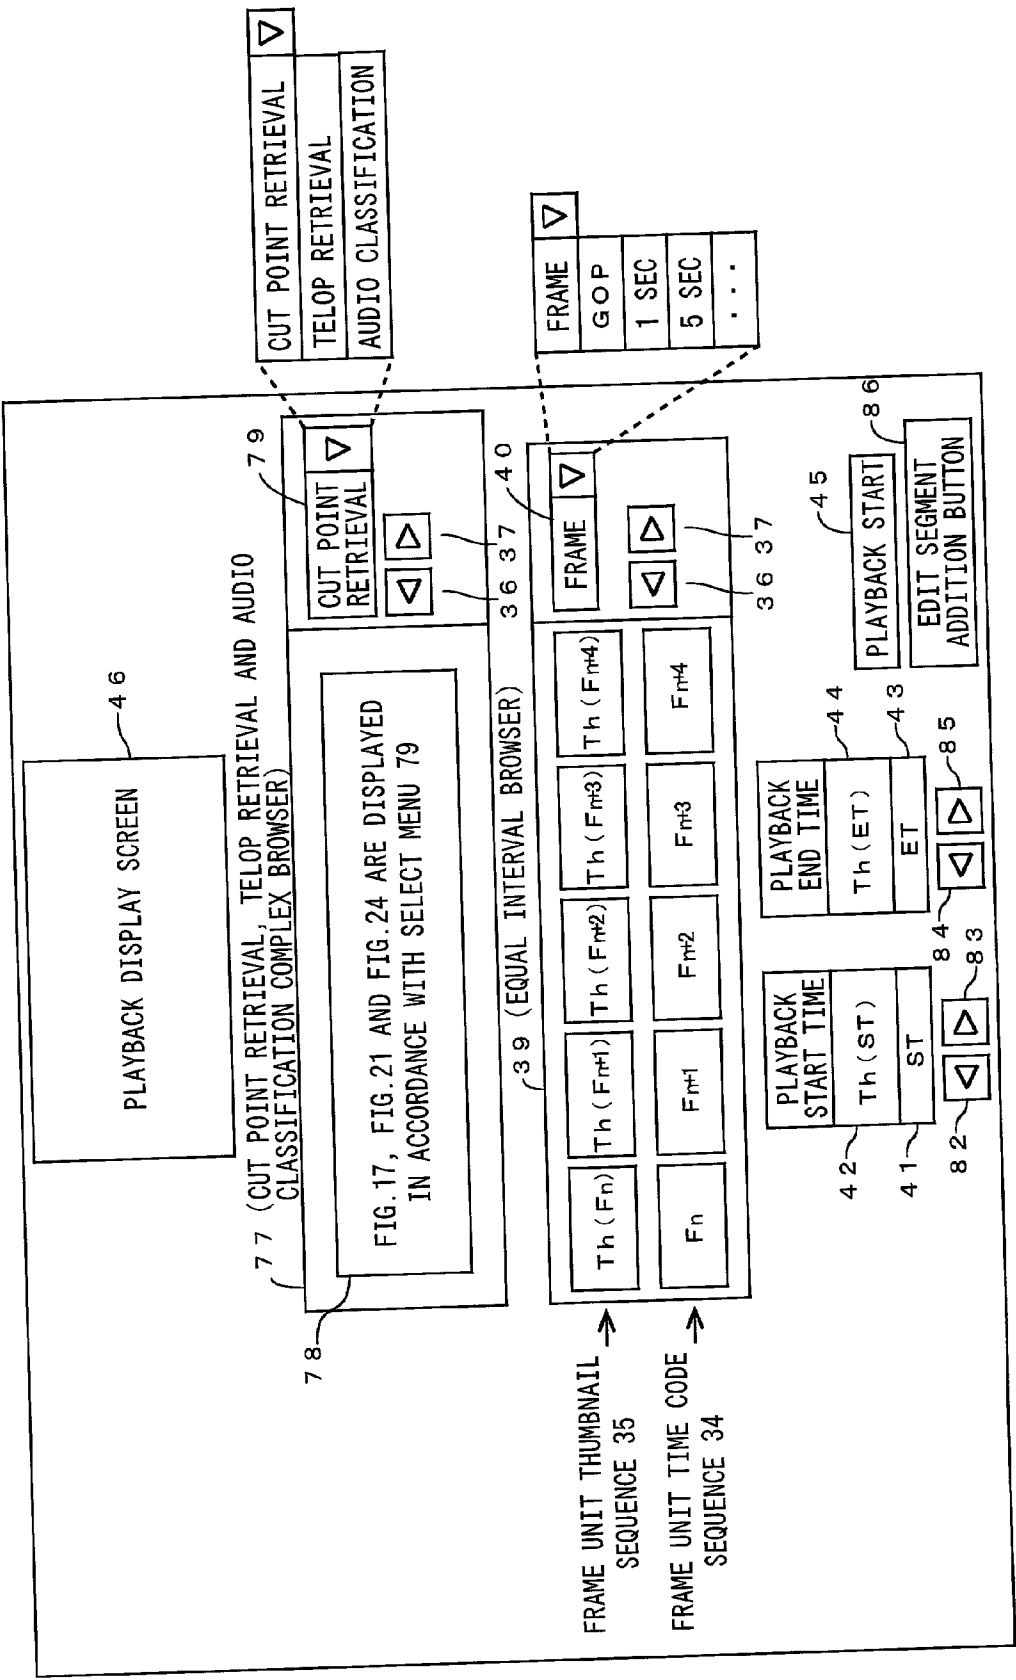 PLAYBACK DISPLAY SCREEN
46
77 (CUT POINT RETRIEVAL, TELOP RETRIEVAL AND AUDIO
CLASSIFICATION COMPLEX BROWSER)
78
FIG.17, FIG.21 AND FIG.24 ARE DISPLAYED
IN ACCORDANCE WITH SELECT MENU 79
79
CUT POINT
RETRIEVAL
▽
◁ ▷
36 37
CUT POINT RETRIEVAL ▽
TELOP RETRIEVAL
AUDIO CLASSIFICATION
39 (EQUAL INTERVAL BROWSER)
40
FRAME ▽
◁ ▷
36 37
FRAME ▽
GOP
1 SEC
5 SEC
...
FRAME UNIT THUMBNAIL
SEQUENCE 35
Th(Fn) Th(Fn+1) Th(Fn+2) Th(Fn+3) Th(Fn+4)
FRAME UNIT TIME CODE
SEQUENCE 34
Fn Fn+1 Fn+2 Fn+3 Fn+4
PLAYBACK
START TIME
42 Th(ST)
41 ST
◁ ▷
82 83
PLAYBACK
END TIME
Th(ET) 44
ET 43
◁ ▷
84 85
45
PLAYBACK START
86
EDIT SEGMENT
ADDITION BUTTON